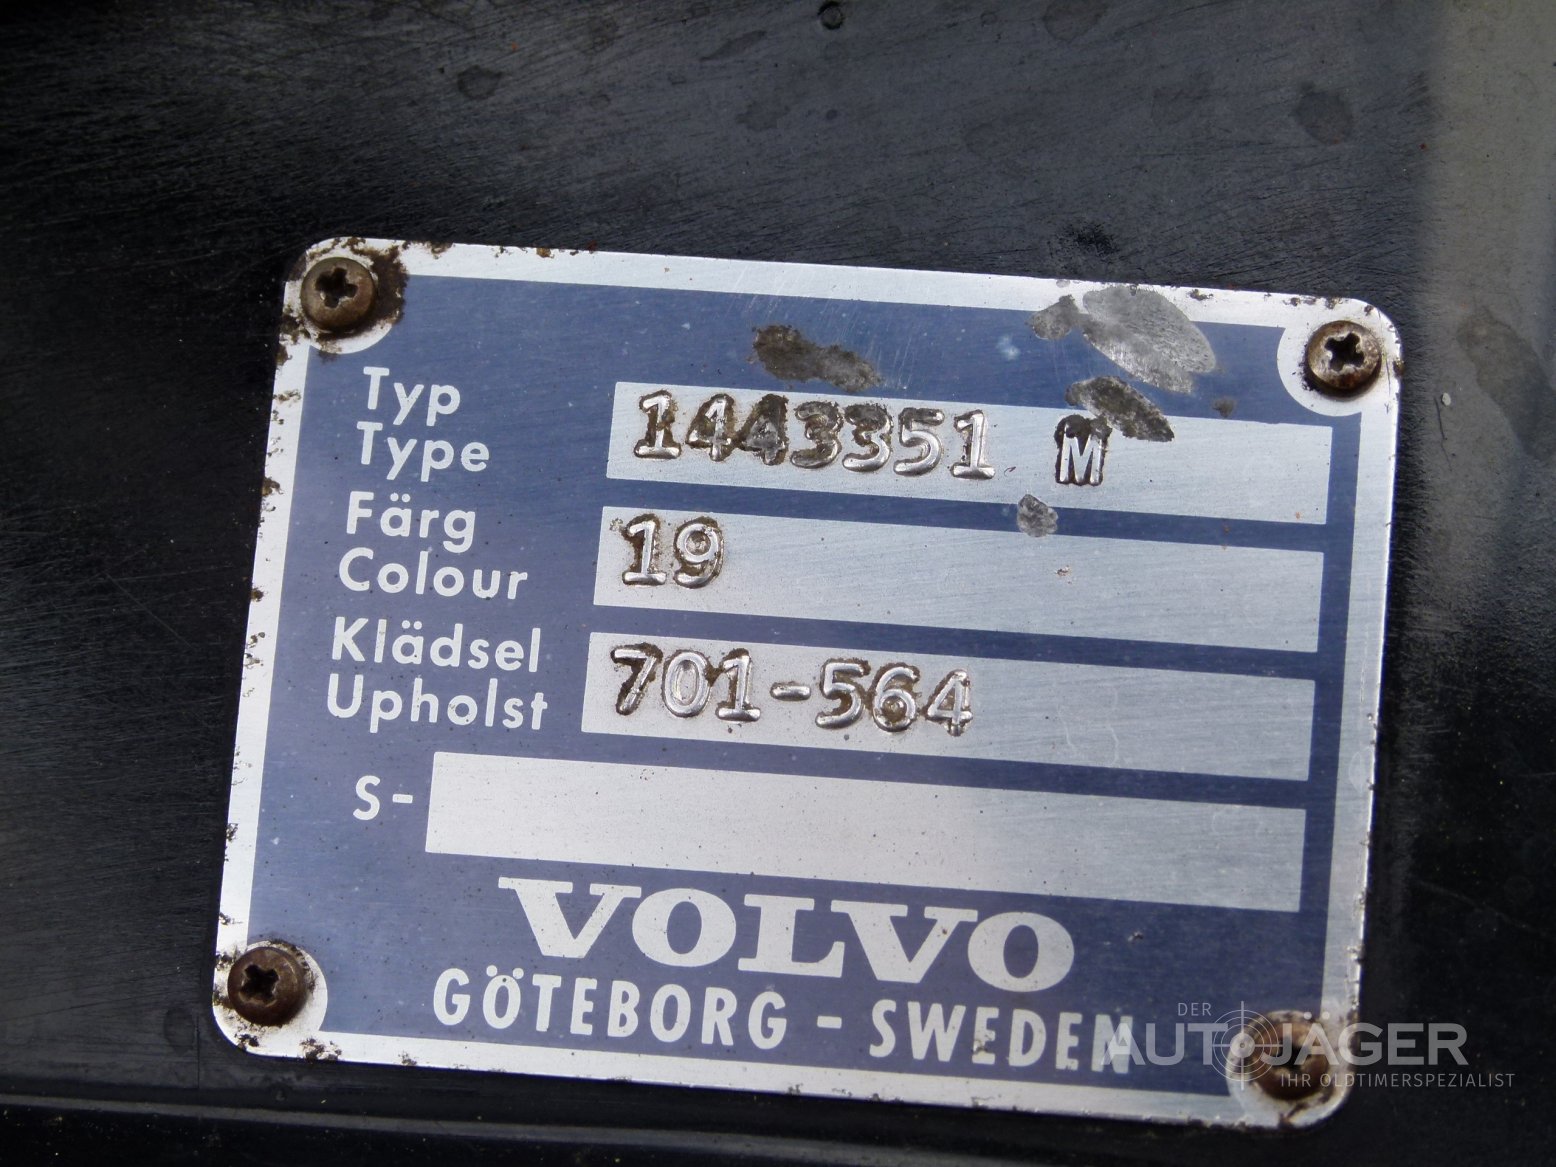 Typ
Type 1443351 M
Färg
Colour 19
Klädsel
Upholst 701-564
S-
VOLVO
GÖTEBORG - SWEDEN
DER
AUTOJÄGER
IHR OLDTIMERSPEZIALIST